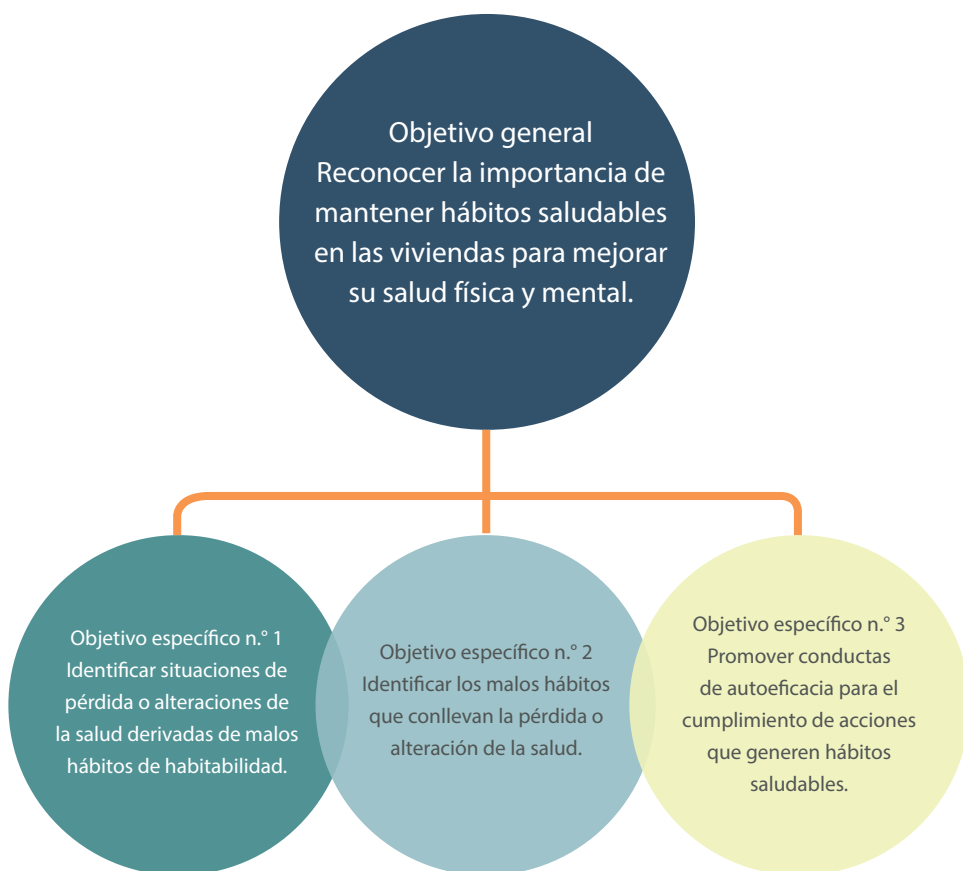 Objetivo general
Reconocer la importancia de
mantener hábitos saludables
en las viviendas para mejorar
su salud física y mental.
Objetivo específico n.° 1
Identificar situaciones de
pérdida o alteraciones de
la salud derivadas de malos
hábitos de habitabilidad.
Objetivo específico n.° 2
Identificar los malos hábitos
que conllevan la pérdida o
alteración de la salud.
Objetivo específico n.° 3
Promover conductas
de autoeficacia para el
cumplimiento de acciones
que generen hábitos
saludables.